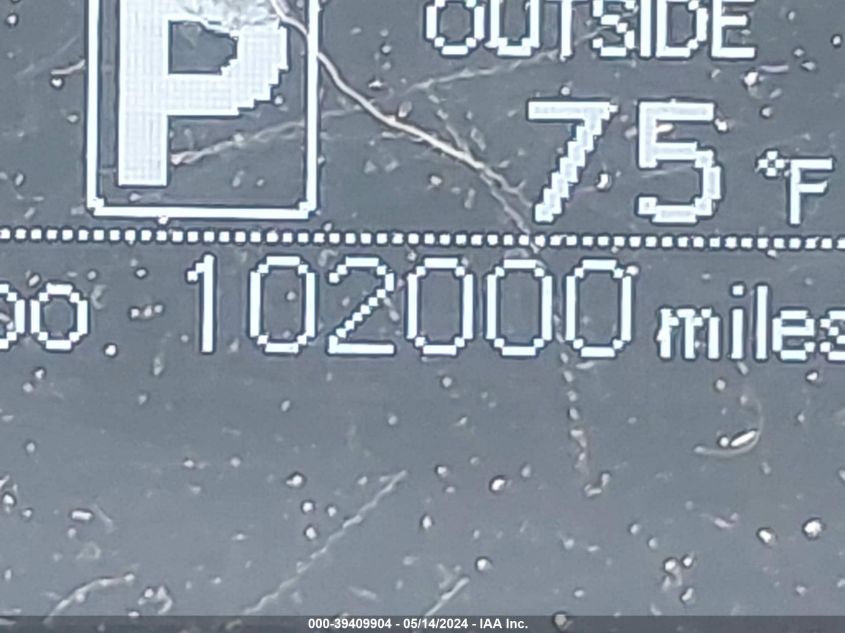 P
OUTSIDE
75 °F
ODO 102000 miles
000-39409904 - 05/14/2024 - IAA Inc.